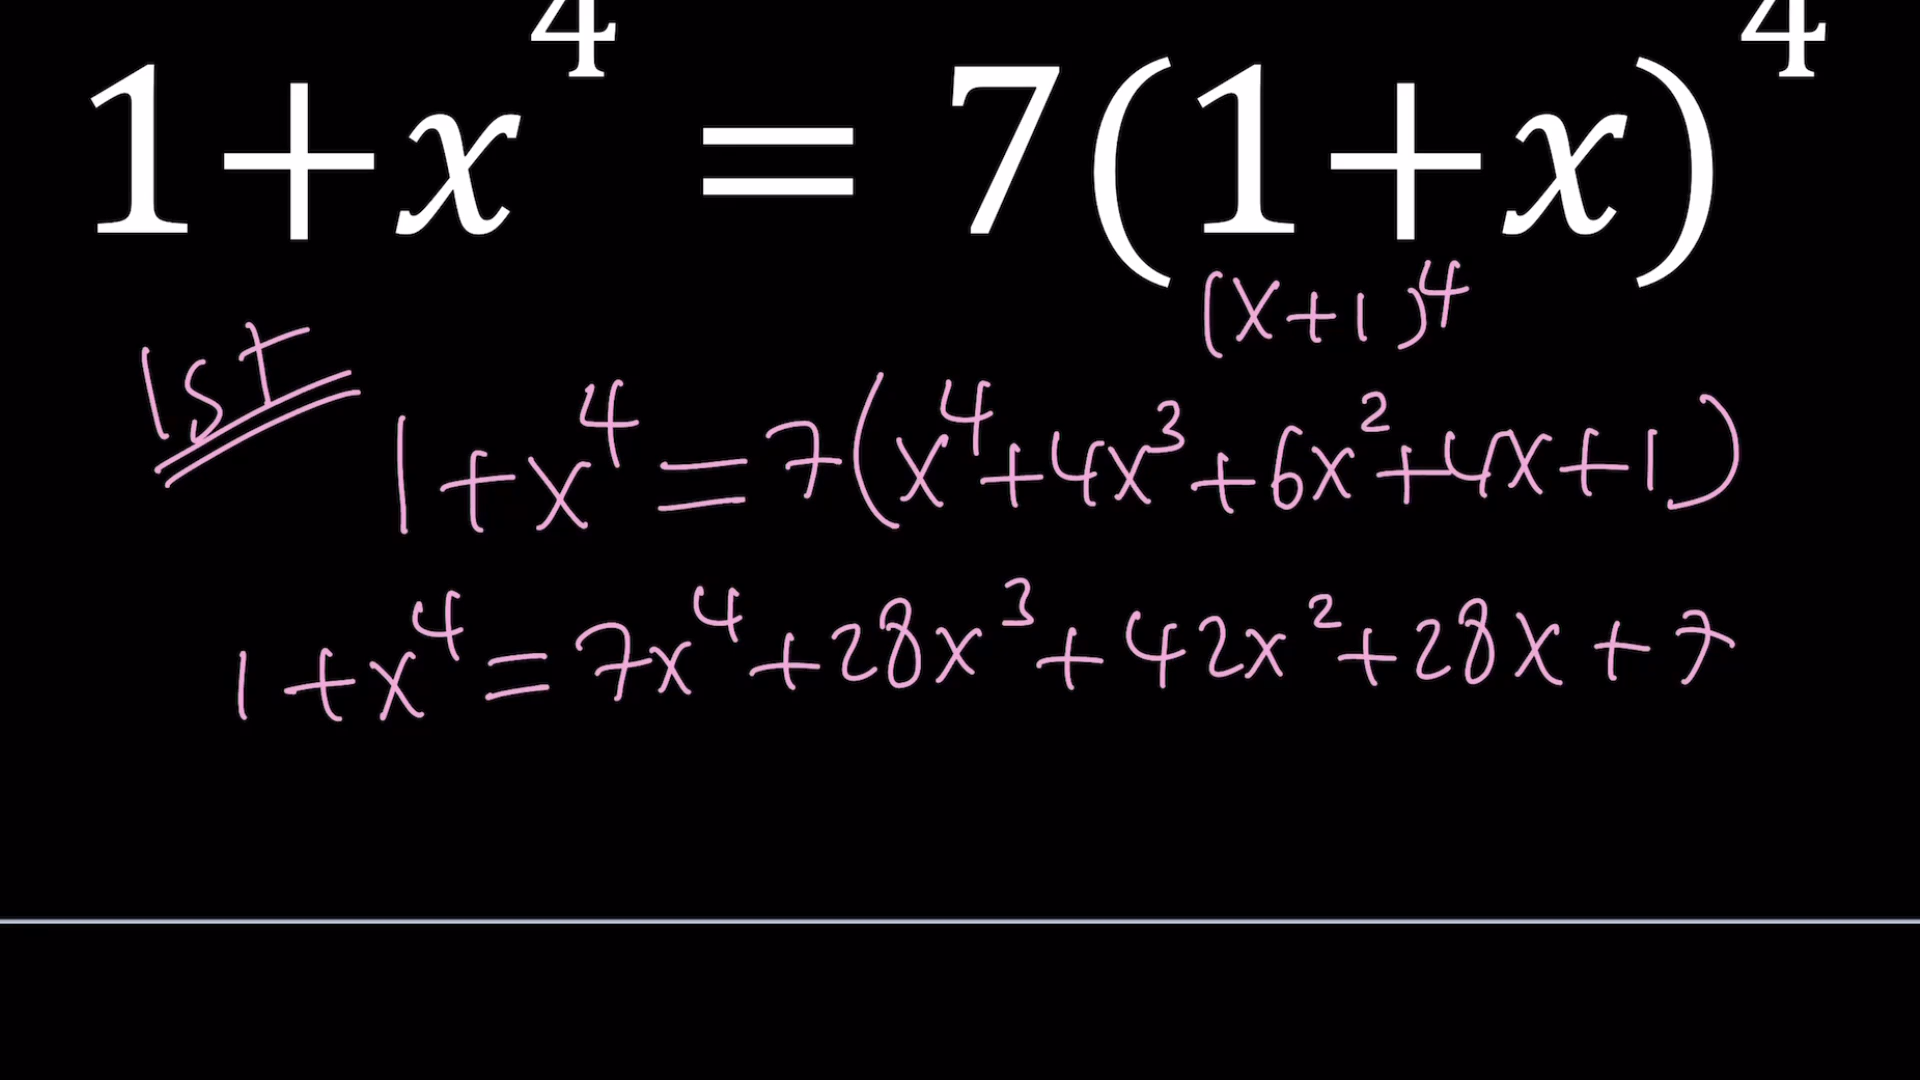 1+x⁴ = 7(1+x)⁴
(x+1)⁴
1st
1+x⁴=7(x⁴+4x³+6x²+4x+1)
1+x⁴=7x⁴+28x³+42x²+28x+7